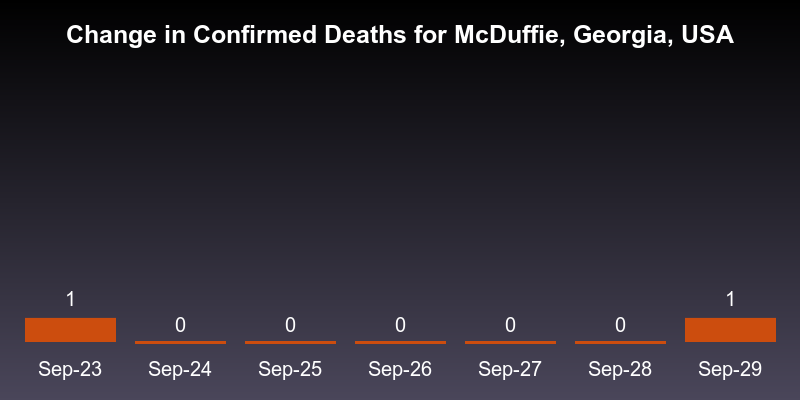 Change in Confirmed Deaths for McDuffie, Georgia, USA
1 0 0 0 0 0 1
Sep-23 Sep-24 Sep-25 Sep-26 Sep-27 Sep-28 Sep-29